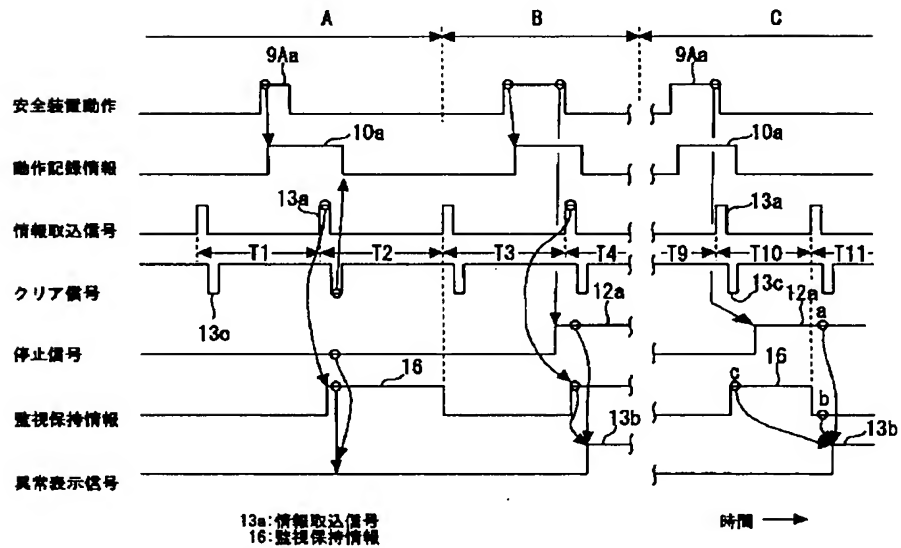 A B C
9Aa 9Aa
安全装置動作
10a 10a
動作記録情報
13a 13a
情報取込信号
T1 T2 T3 T4 T9 T10 T11
クリア信号
13c 12a 13c 12a
a
停止信号
16 c 16
b
監視保持情報
13b 13b
異常表示信号
13a:情報取込信号
16:監視保持情報
時間